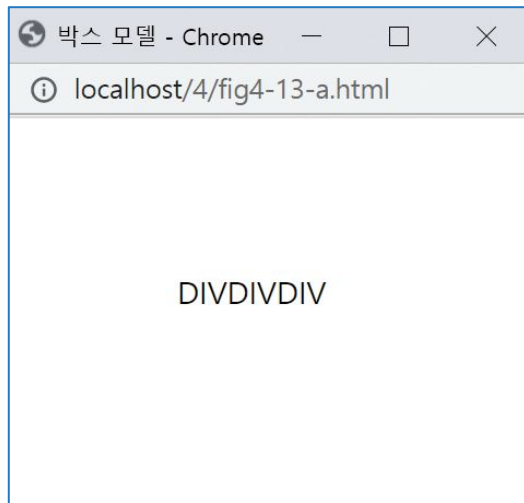 박스 모델 - Chrome
localhost/4/fig4-13-a.html
DIVDIVDIV